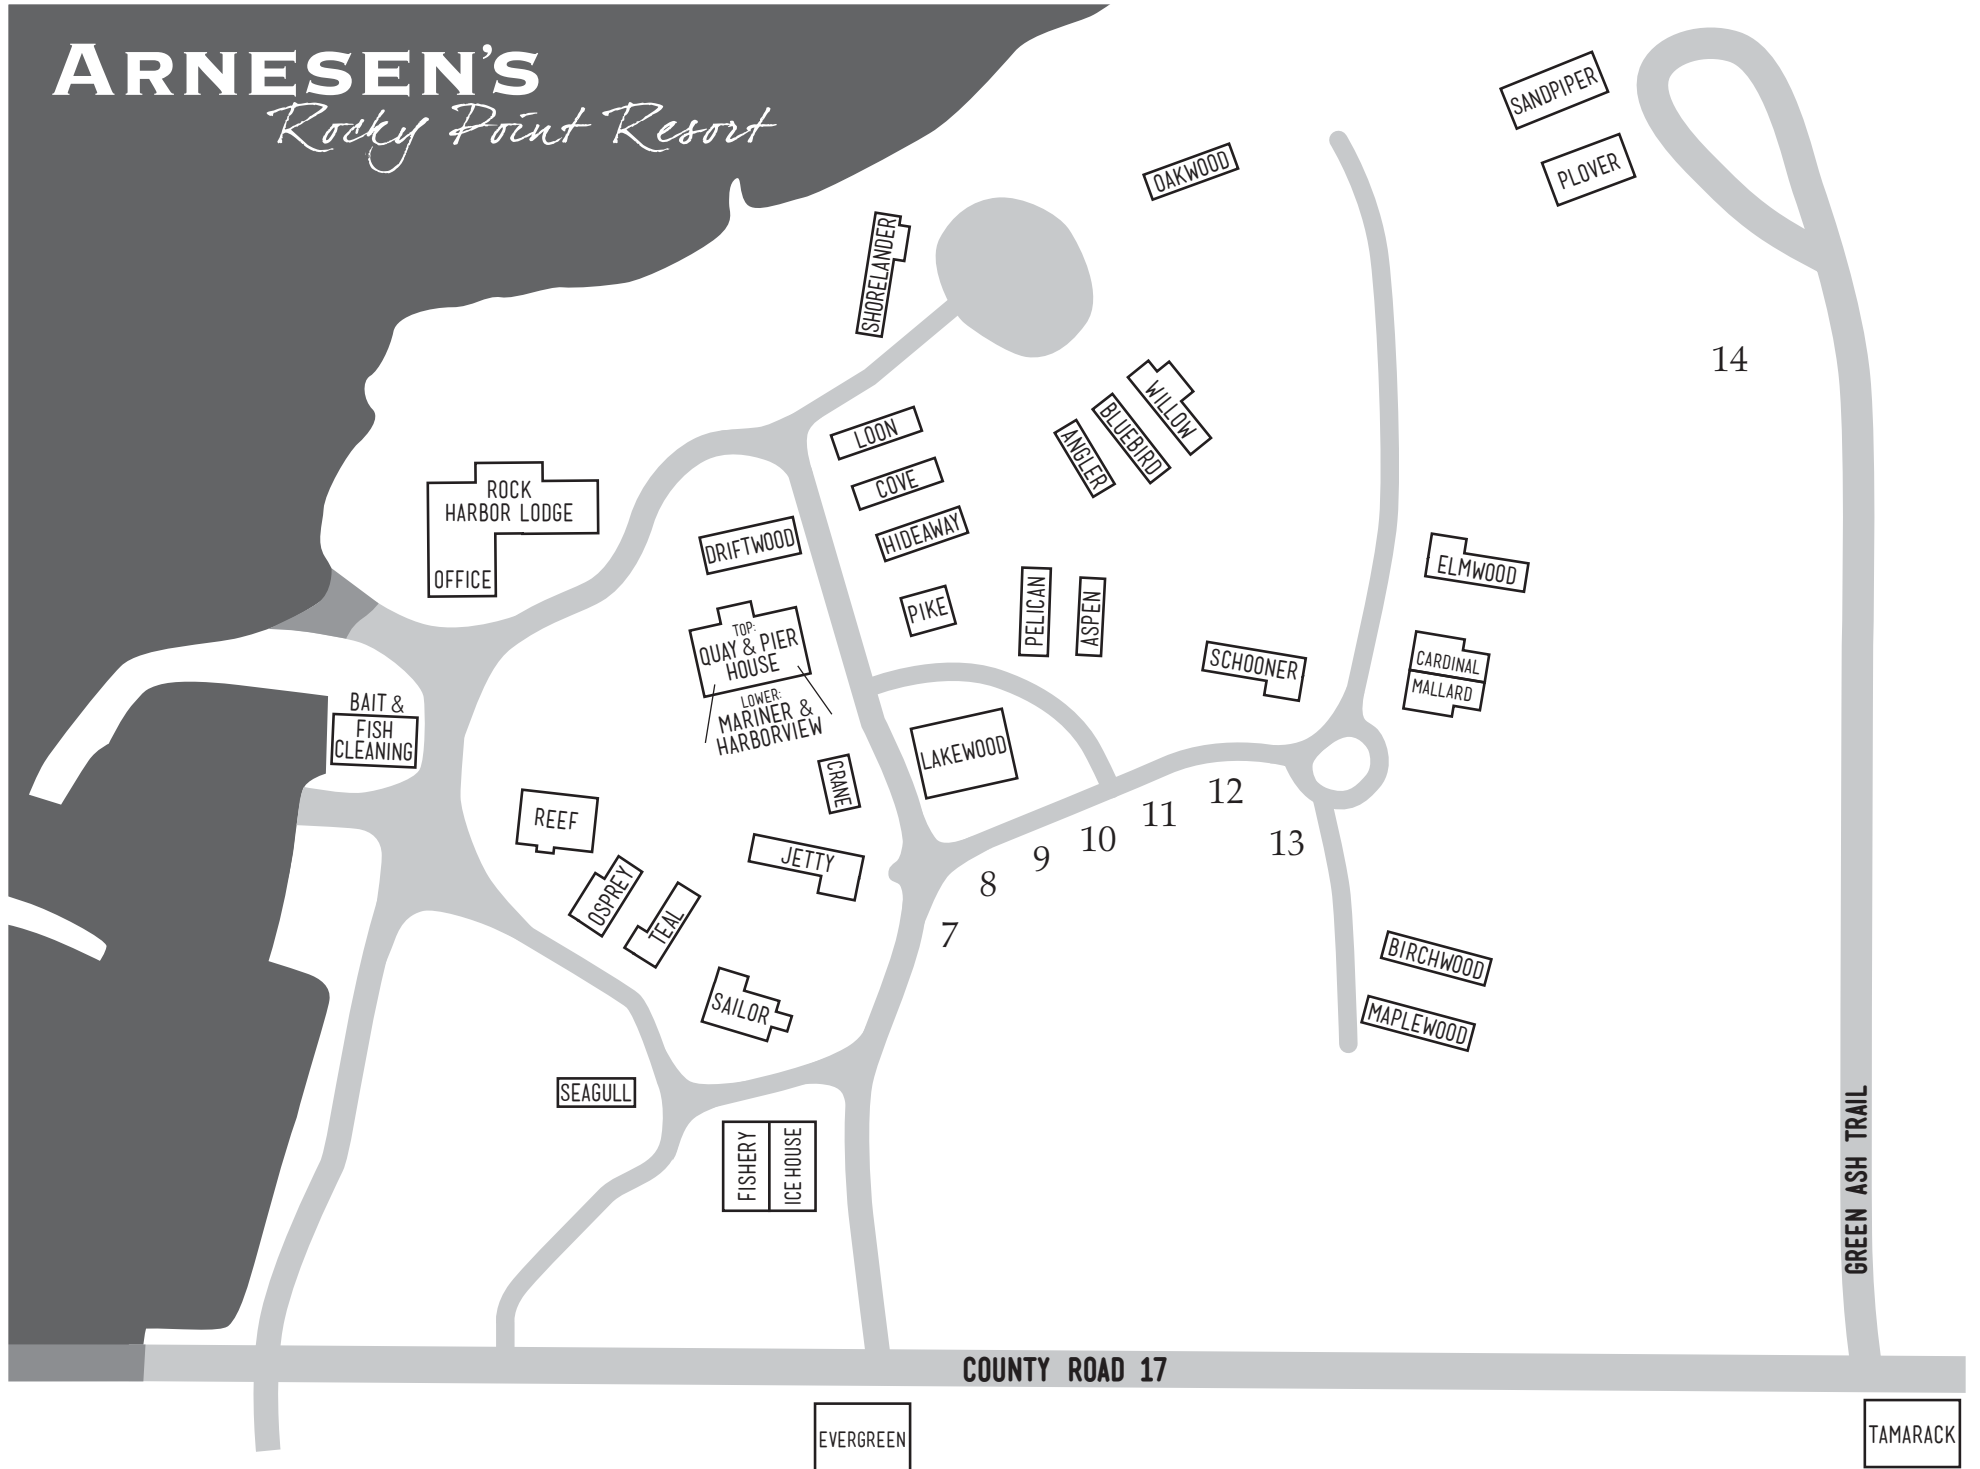 ARNESEN'S
Rocky Point Resort
SANDPIPER
PLOVER
OAKWOOD
SHORELANDER
14
WILLOW
BLUEBIRD
ANGLER
LOON
COVE
HIDEAWAY
ROCK
HARBOR LODGE
OFFICE
DRIFTWOOD
PIKE
PELICAN
ASPEN
ELMWOOD
TOP:
QUAY & PIER
HOUSE
LOWER:
MARINER &
HARBORVIEW
SCHOONER
CARDINAL
MALLARD
BAIT &
FISH
CLEANING
LAKEWOOD
CRANE
REEF
JETTY
OSPREY
TEAL
SAILOR
7
8
9
10
11
12
13
BIRCHWOOD
MAPLEWOOD
SEAGULL
FISHERY
ICE HOUSE
GREEN ASH TRAIL
COUNTY ROAD 17
EVERGREEN
TAMARACK